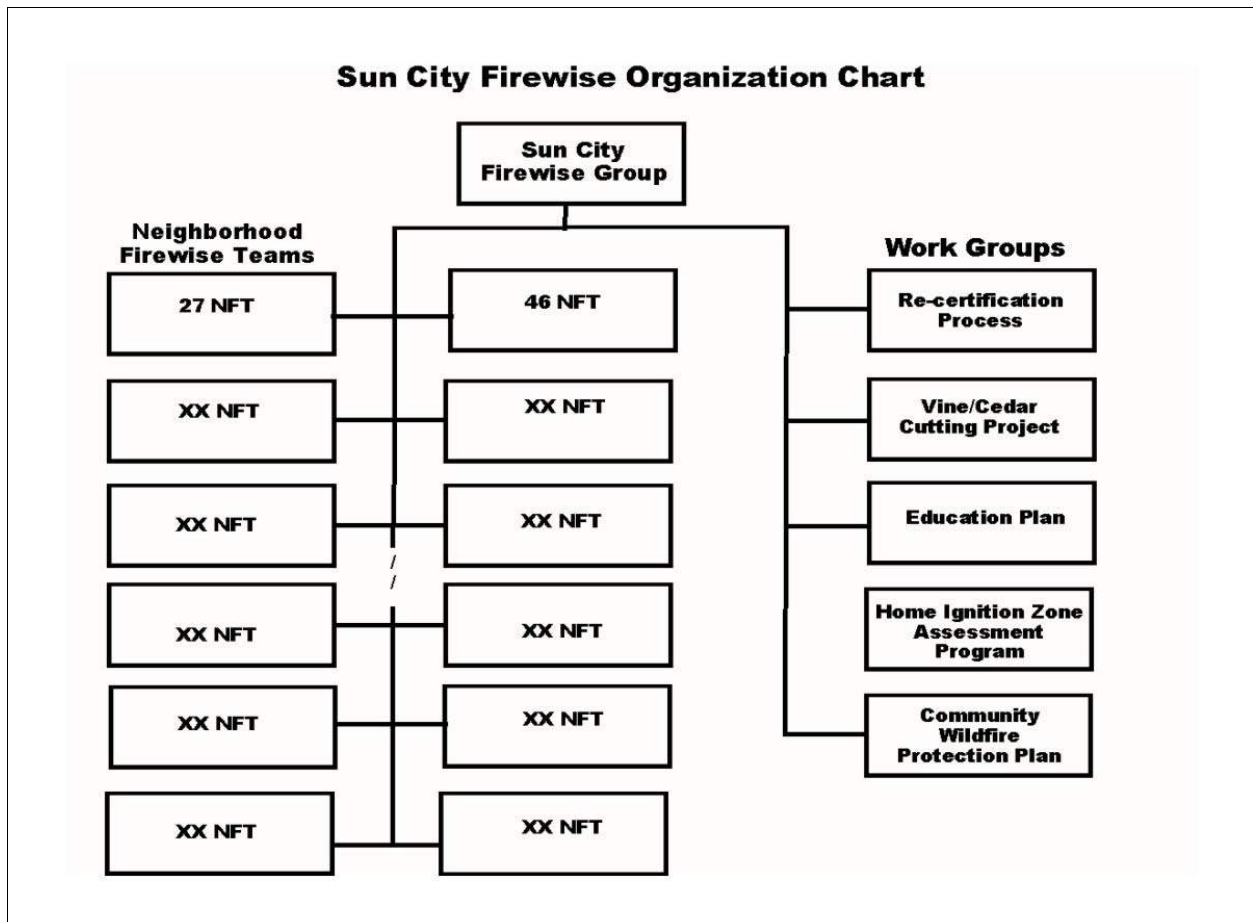 Sun City Firewise Organization Chart
Sun City
Firewise Group
Neighborhood
Firewise Teams
27 NFT
46 NFT
XX NFT
XX NFT
XX NFT
XX NFT
XX NFT
XX NFT
XX NFT
XX NFT
XX NFT
XX NFT
Work Groups
Re-certification
Process
Vine/Cedar
Cutting Project
Education Plan
Home Ignition Zone
Assessment
Program
Community
Wildfire
Protection Plan